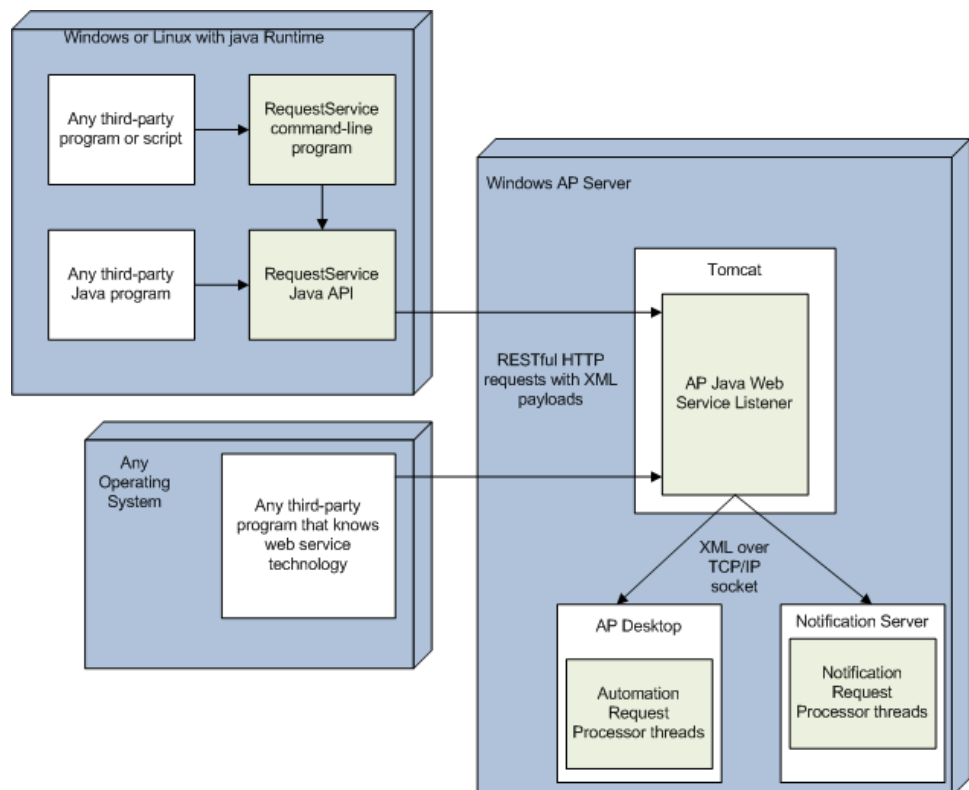 Windows or Linux with java Runtime
Any third-party
program or script
RequestService
command-line
program
Any third-party
Java program
RequestService
Java API
Windows AP Server
Tomcat
AP Java Web
Service Listener
RESTful HTTP
requests with XML
payloads
Any
Operating
System
Any third-party
program that knows
web service
technology
XML over
TCP/IP
socket
AP Desktop
Automation
Request
Processor threads
Notification Server
Notification
Request
Processor threads